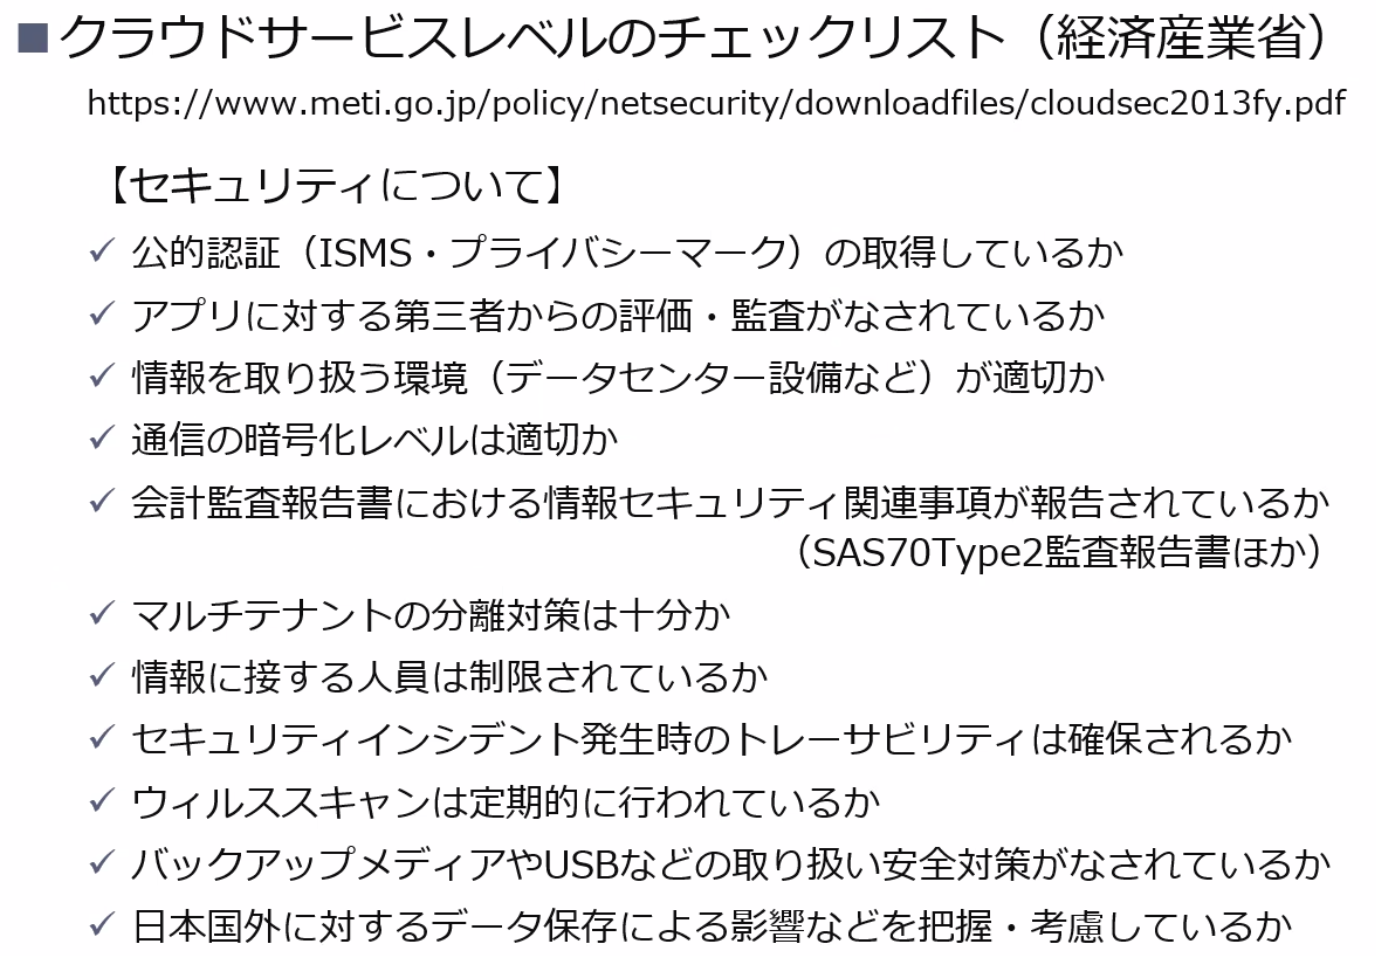 ■クラウドサービスレベルのチェックリスト（経済産業省）
https://www.meti.go.jp/policy/netsecurity/downloadfiles/cloudsec2013fy.pdf
【セキュリティについて】
✓ 公的認証（ISMS・プライバシーマーク）の取得しているか
✓ アプリに対する第三者からの評価・監査がなされているか
✓ 情報を取り扱う環境（データセンター設備など）が適切か
✓ 通信の暗号化レベルは適切か
✓ 会計監査報告書における情報セキュリティ関連事項が報告されているか
（SAS70Type2監査報告書ほか）
✓ マルチテナントの分離対策は十分か
✓ 情報に接する人員は制限されているか
✓ セキュリティインシデント発生時のトレーサビリティは確保されるか
✓ ウィルススキャンは定期的に行われているか
✓ バックアップメディアやUSBなどの取り扱い安全対策がなされているか
✓ 日本国外に対するデータ保存による影響などを把握・考慮しているか